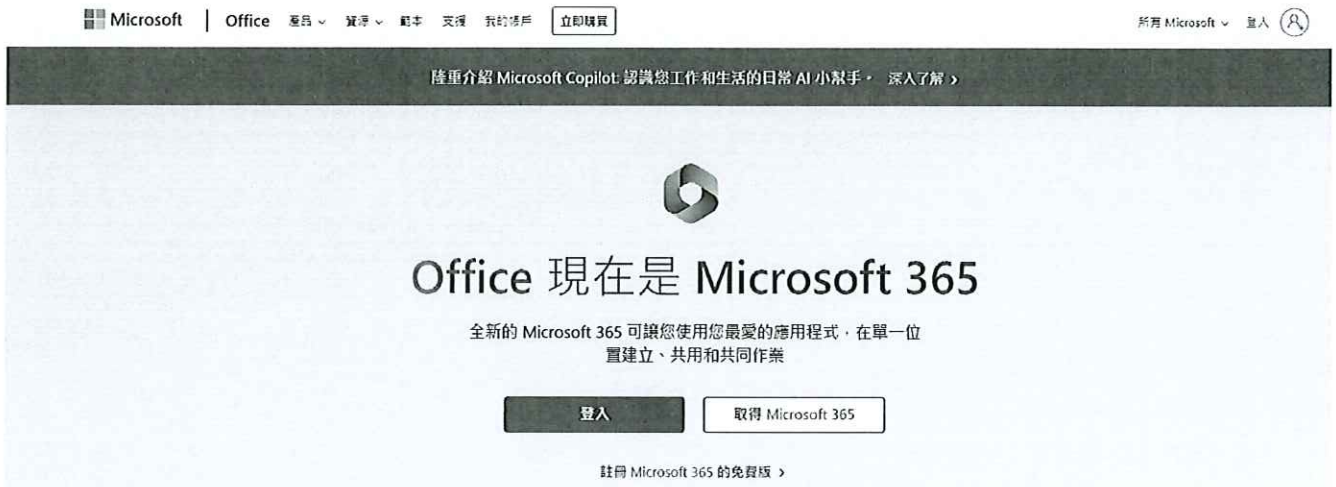 Microsoft | Office 產品 資源 範本 支援 我的帳戶 立即購買 所有 Microsoft 登入
隆重介紹 Microsoft Copilot: 認識您工作和生活的日常 AI 小幫手。 深入了解 >
Office 現在是 Microsoft 365
全新的 Microsoft 365 可讓您使用您最愛的應用程式，在單一位
置建立、共用和共同作業
登入 取得 Microsoft 365
註冊 Microsoft 365 的免費版 >